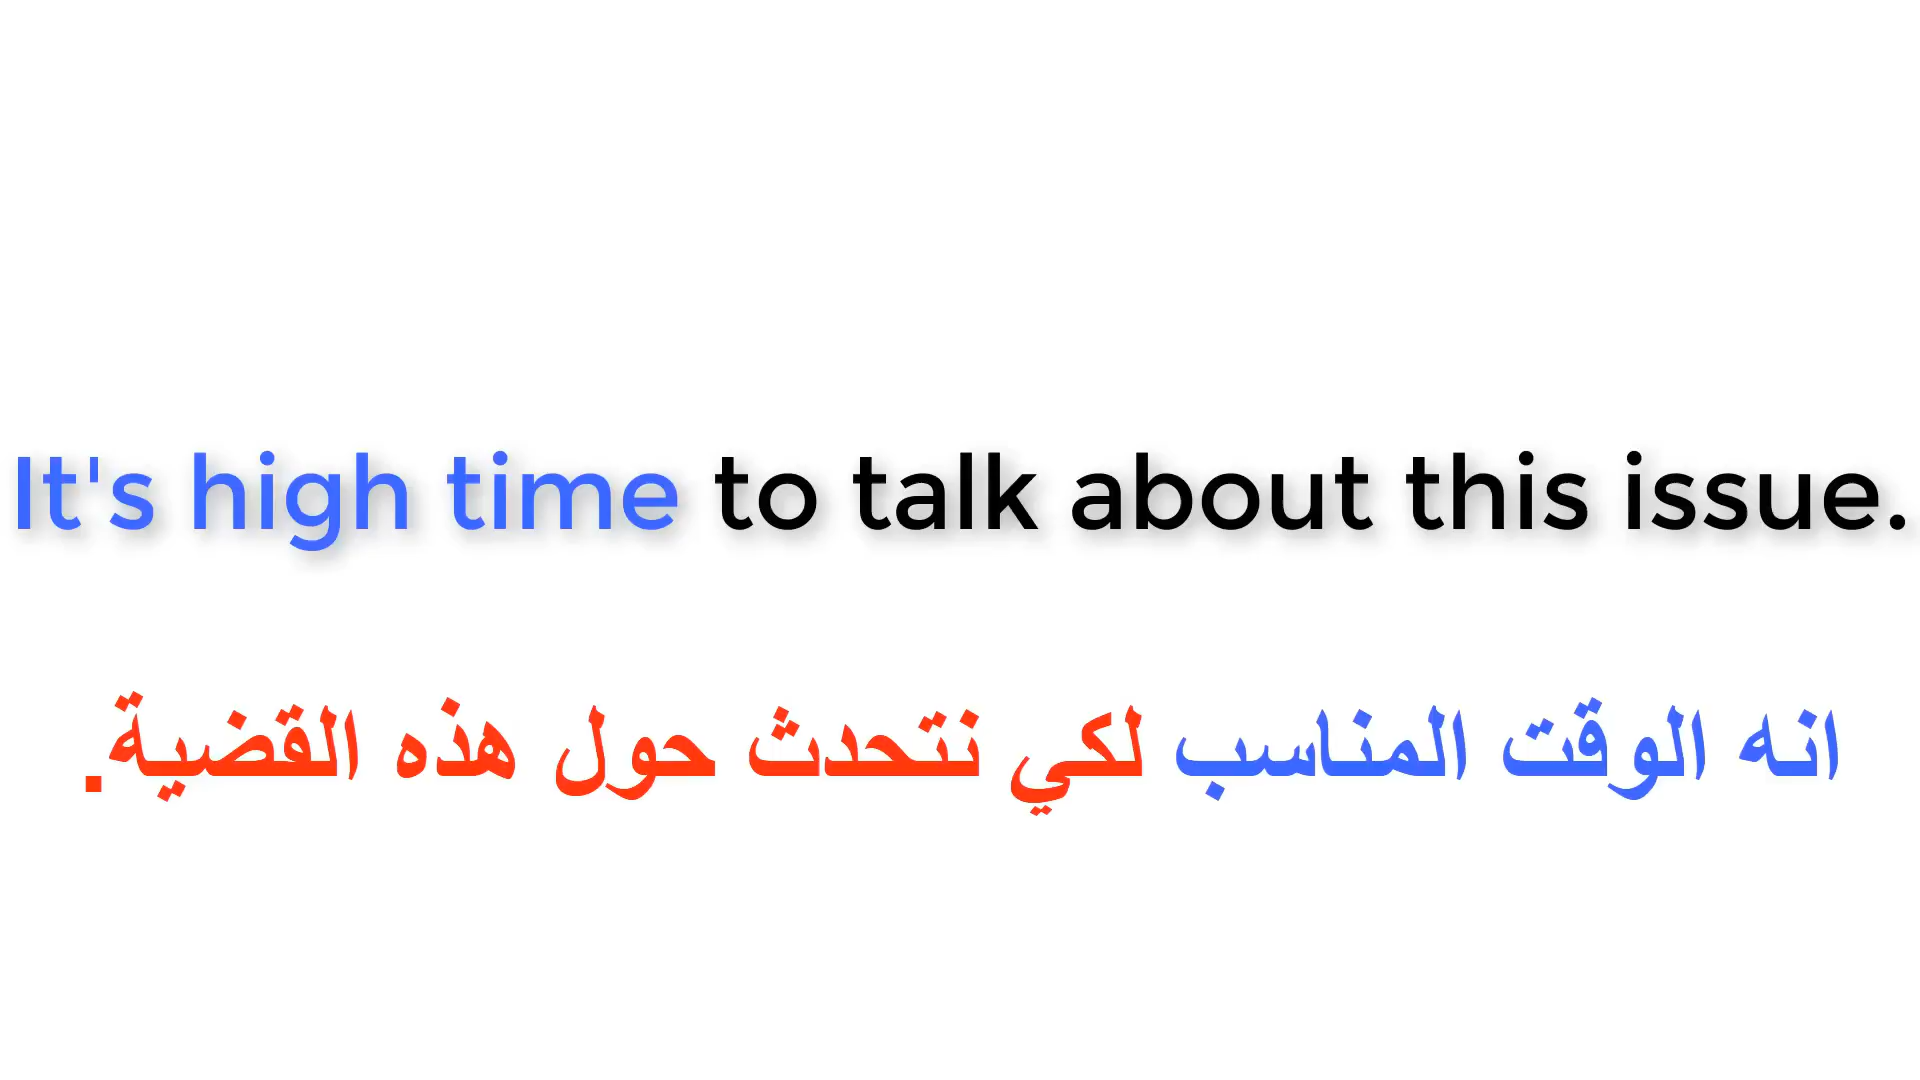 It's high time to talk about this issue.
انه الوقت المناسب لكي نتحدث حول هذه القضية.